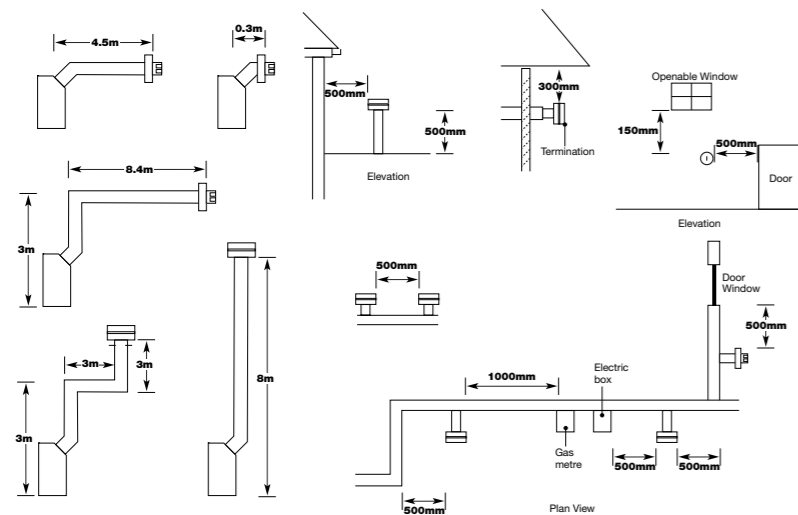 4.5m
0.3m
500mm
500mm
Elevation
300mm
Termination
Openable Window
150mm
500mm
Door
Elevation
8.4m
3m
3m
3m
3m
8m
500mm
Door
Window
500mm
1000mm
Electric
box
Gas
metre
500mm
500mm
500mm
Plan View